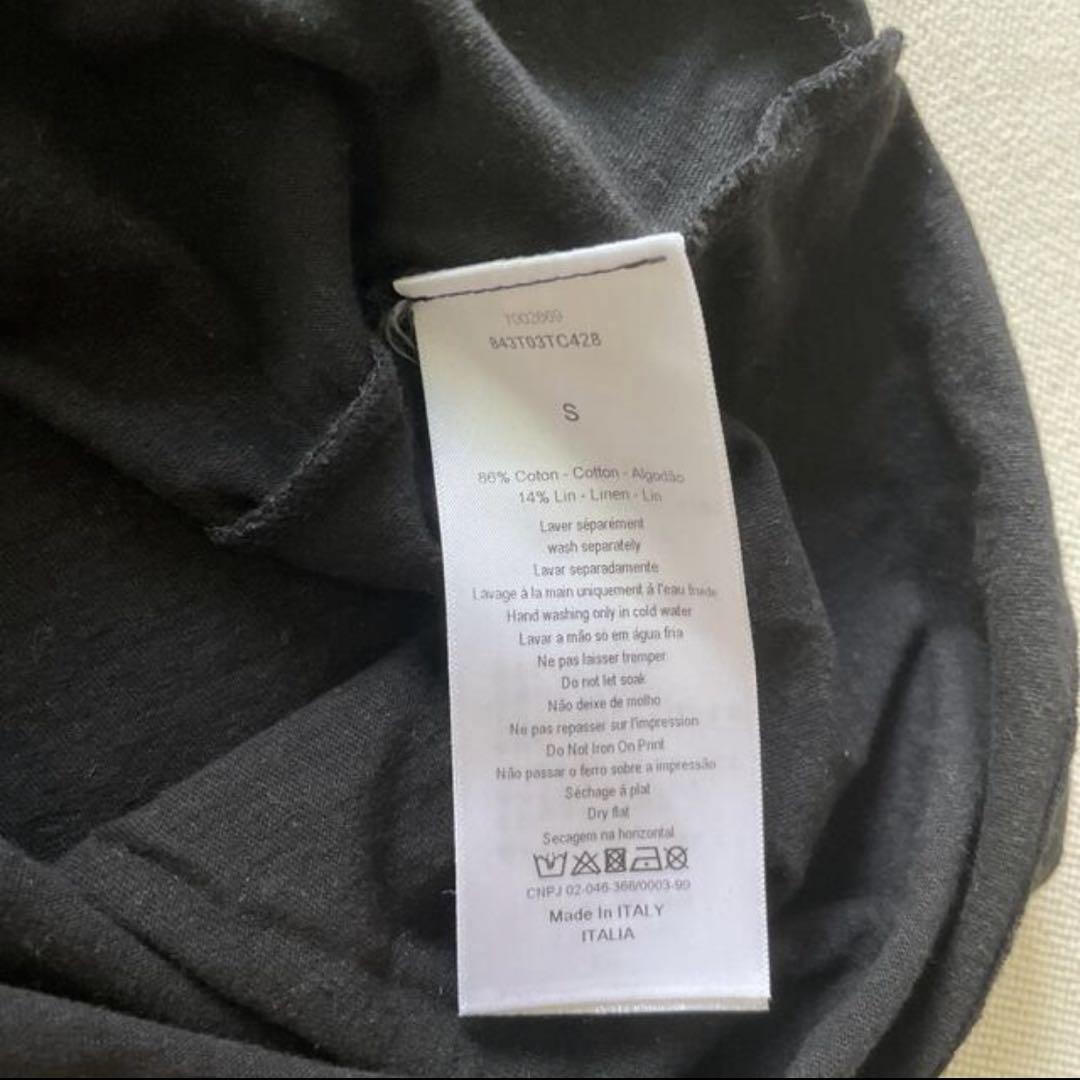 1002669
843T03TC428
S
86% Coton - Cotton - Algodão
14% Lin - Linen - Lin
Laver séparément
wash separately
Lavar separadamente
Lavage à la main uniquement á l'eau froide
Hand washing only in cold water
Lavar a mão só em água fria
Ne pas laisser tremper
Do not let soak
Não deixe de molho
Ne pas repasser sur l'impression
Do Not Iron On Print
Não passar o ferro sobre a impressão
Séchage á plat
Dry flat
Secagem na horizontal
CNPJ 02-046-366/0003-99
Made In ITALY
ITALIA